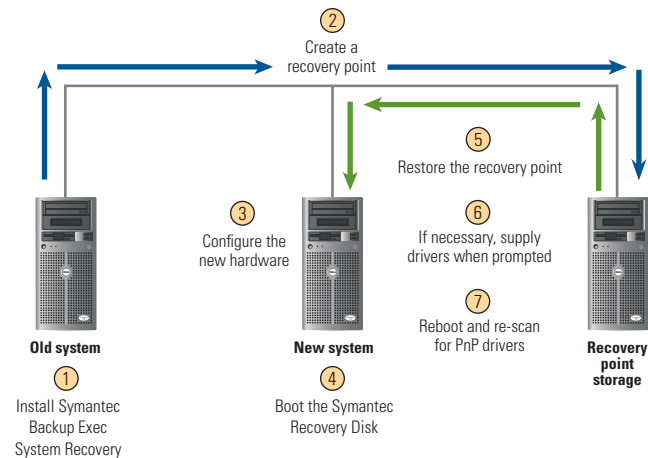 2
Create a
recovery point
5
Restore the recovery point
3
Configure the
new hardware
6
If necessary, supply
drivers when prompted
7
Reboot and re-scan
for PnP drivers
Old system
1
Install Symantec
Backup Exec
System Recovery
New system
4
Boot the Symantec
Recovery Disk
Recovery
point
storage